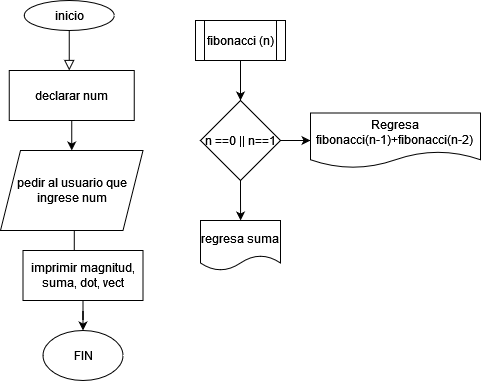 inicio
declarar num
pedir al usuario que
ingrese num
imprimir magnitud,
suma, dot, vect
FIN
fibonacci (n)
n ==0 || n==1
Regresa
fibonacci(n-1)+fibonacci(n-2)
regresa suma